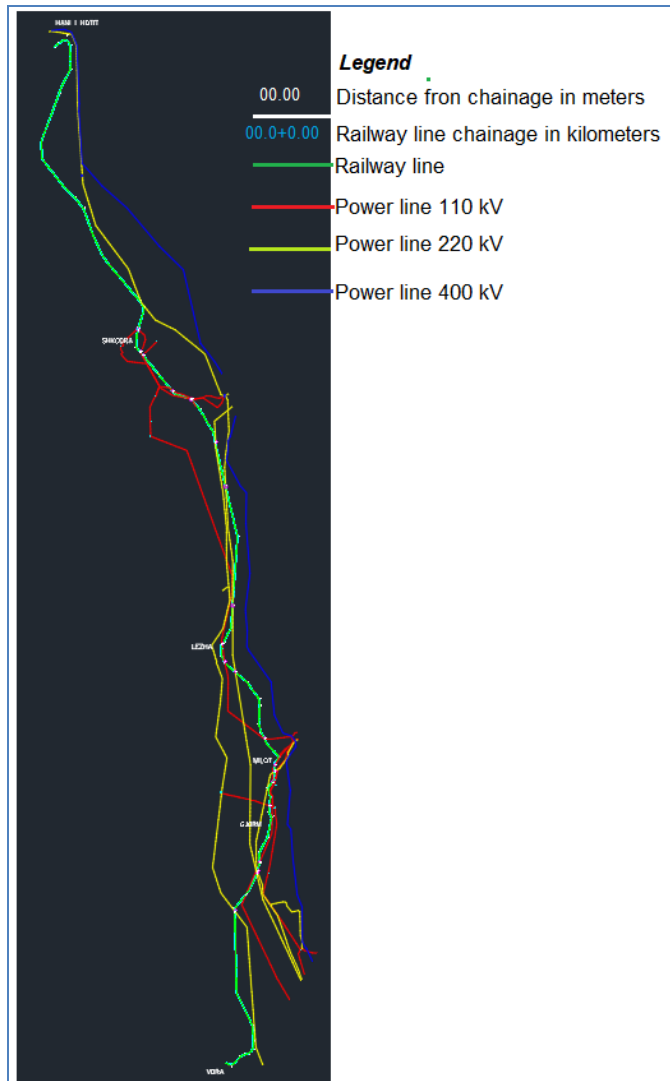 HANI I HOTIT
Legend
00.00 Distance fron chainage in meters
00.0+0.00 Railway line chainage in kilometers
Railway line
Power line 110 kV
Power line 220 kV
Power line 400 kV
SHKODRA
LEZHA
MILOT
VORA